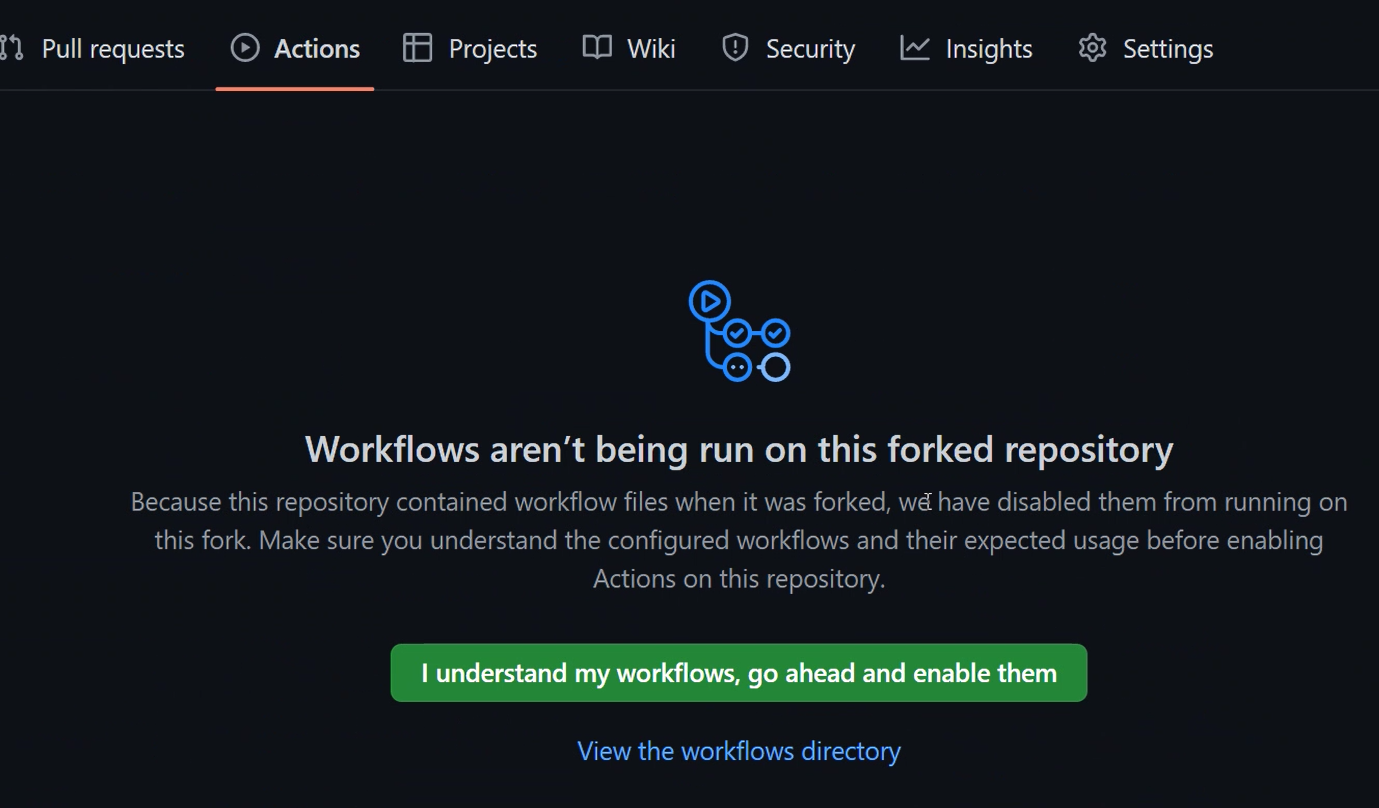 Pull requests Actions Projects Wiki Security Insights Settings
Workflows aren’t being run on this forked repository
Because this repository contained workflow files when it was forked, we have disabled them from running on
this fork. Make sure you understand the configured workflows and their expected usage before enabling
Actions on this repository.
I understand my workflows, go ahead and enable them
View the workflows directory